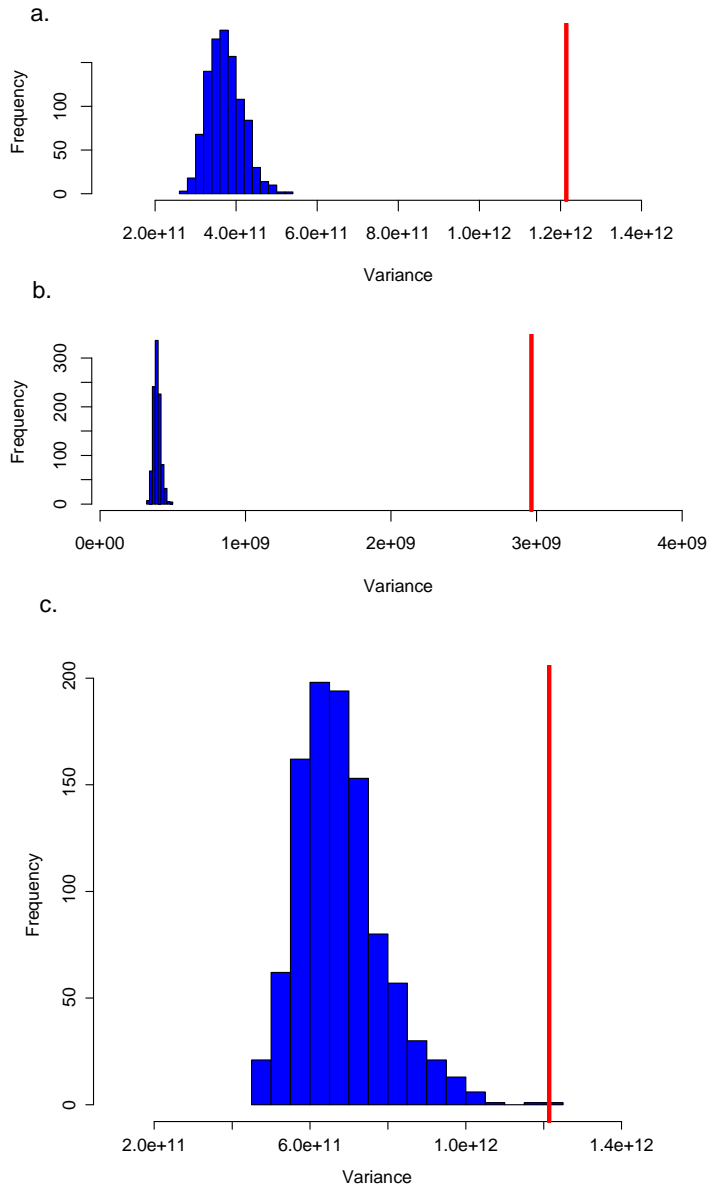 a.
Frequency
100
50
0
2.0e+11 4.0e+11 6.0e+11 8.0e+11 1.0e+12 1.2e+12 1.4e+12
Variance
b.
Frequency
300
200
100
0
0e+00 1e+09 2e+09 3e+09 4e+09
Variance
c.
Frequency
200
150
100
50
0
2.0e+11 6.0e+11 1.0e+12 1.4e+12
Variance